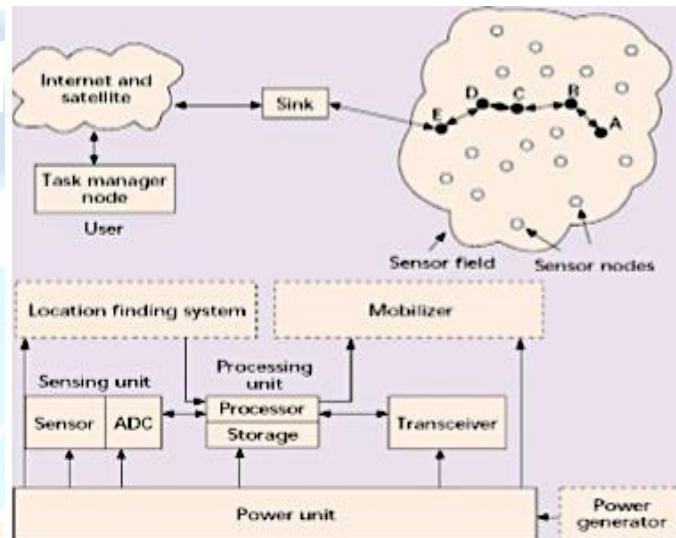 Internet and
satellite
Sink
D
C
B
E
A
Task manager
node
User
Sensor field
Sensor nodes
Location finding system
Mobilizer
Sensing unit
Processing
unit
Sensor
ADC
Processor
Storage
Transceiver
Power unit
Power
generator